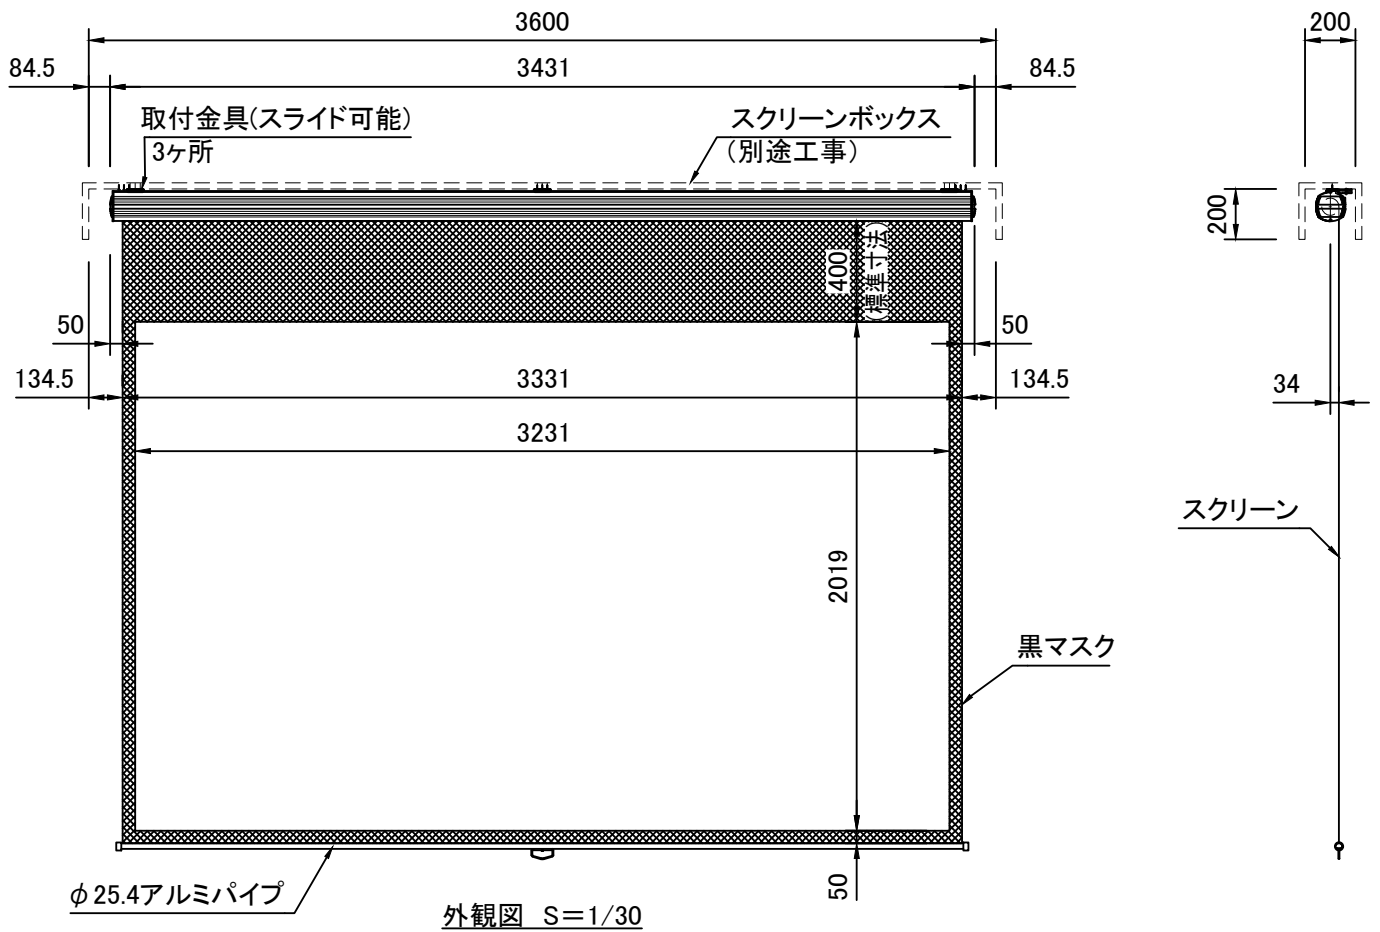 3600
200
84.5
3431
84.5
取付金具(スライド可能)
3ヶ所
スクリーンボックス
(別途工事)
200
400
(標準寸法)
50
50
134.5
3331
134.5
34
3231
スクリーン
2019
黒マスク
φ25.4アルミパイプ
50
外観図 S=1/30